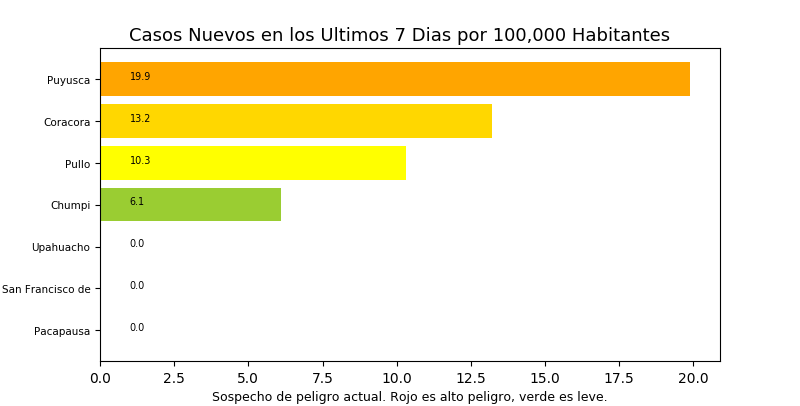 Casos Nuevos en los Ultimos 7 Dias por 100,000 Habitantes
Puyusca 19.9
Coracora 13.2
Pullo 10.3
Chumpi 6.1
Upahuacho 0.0
San Francisco de 0.0
Pacapausa 0.0
0.0 2.5 5.0 7.5 10.0 12.5 15.0 17.5 20.0
Sospecho de peligro actual. Rojo es alto peligro, verde es leve.